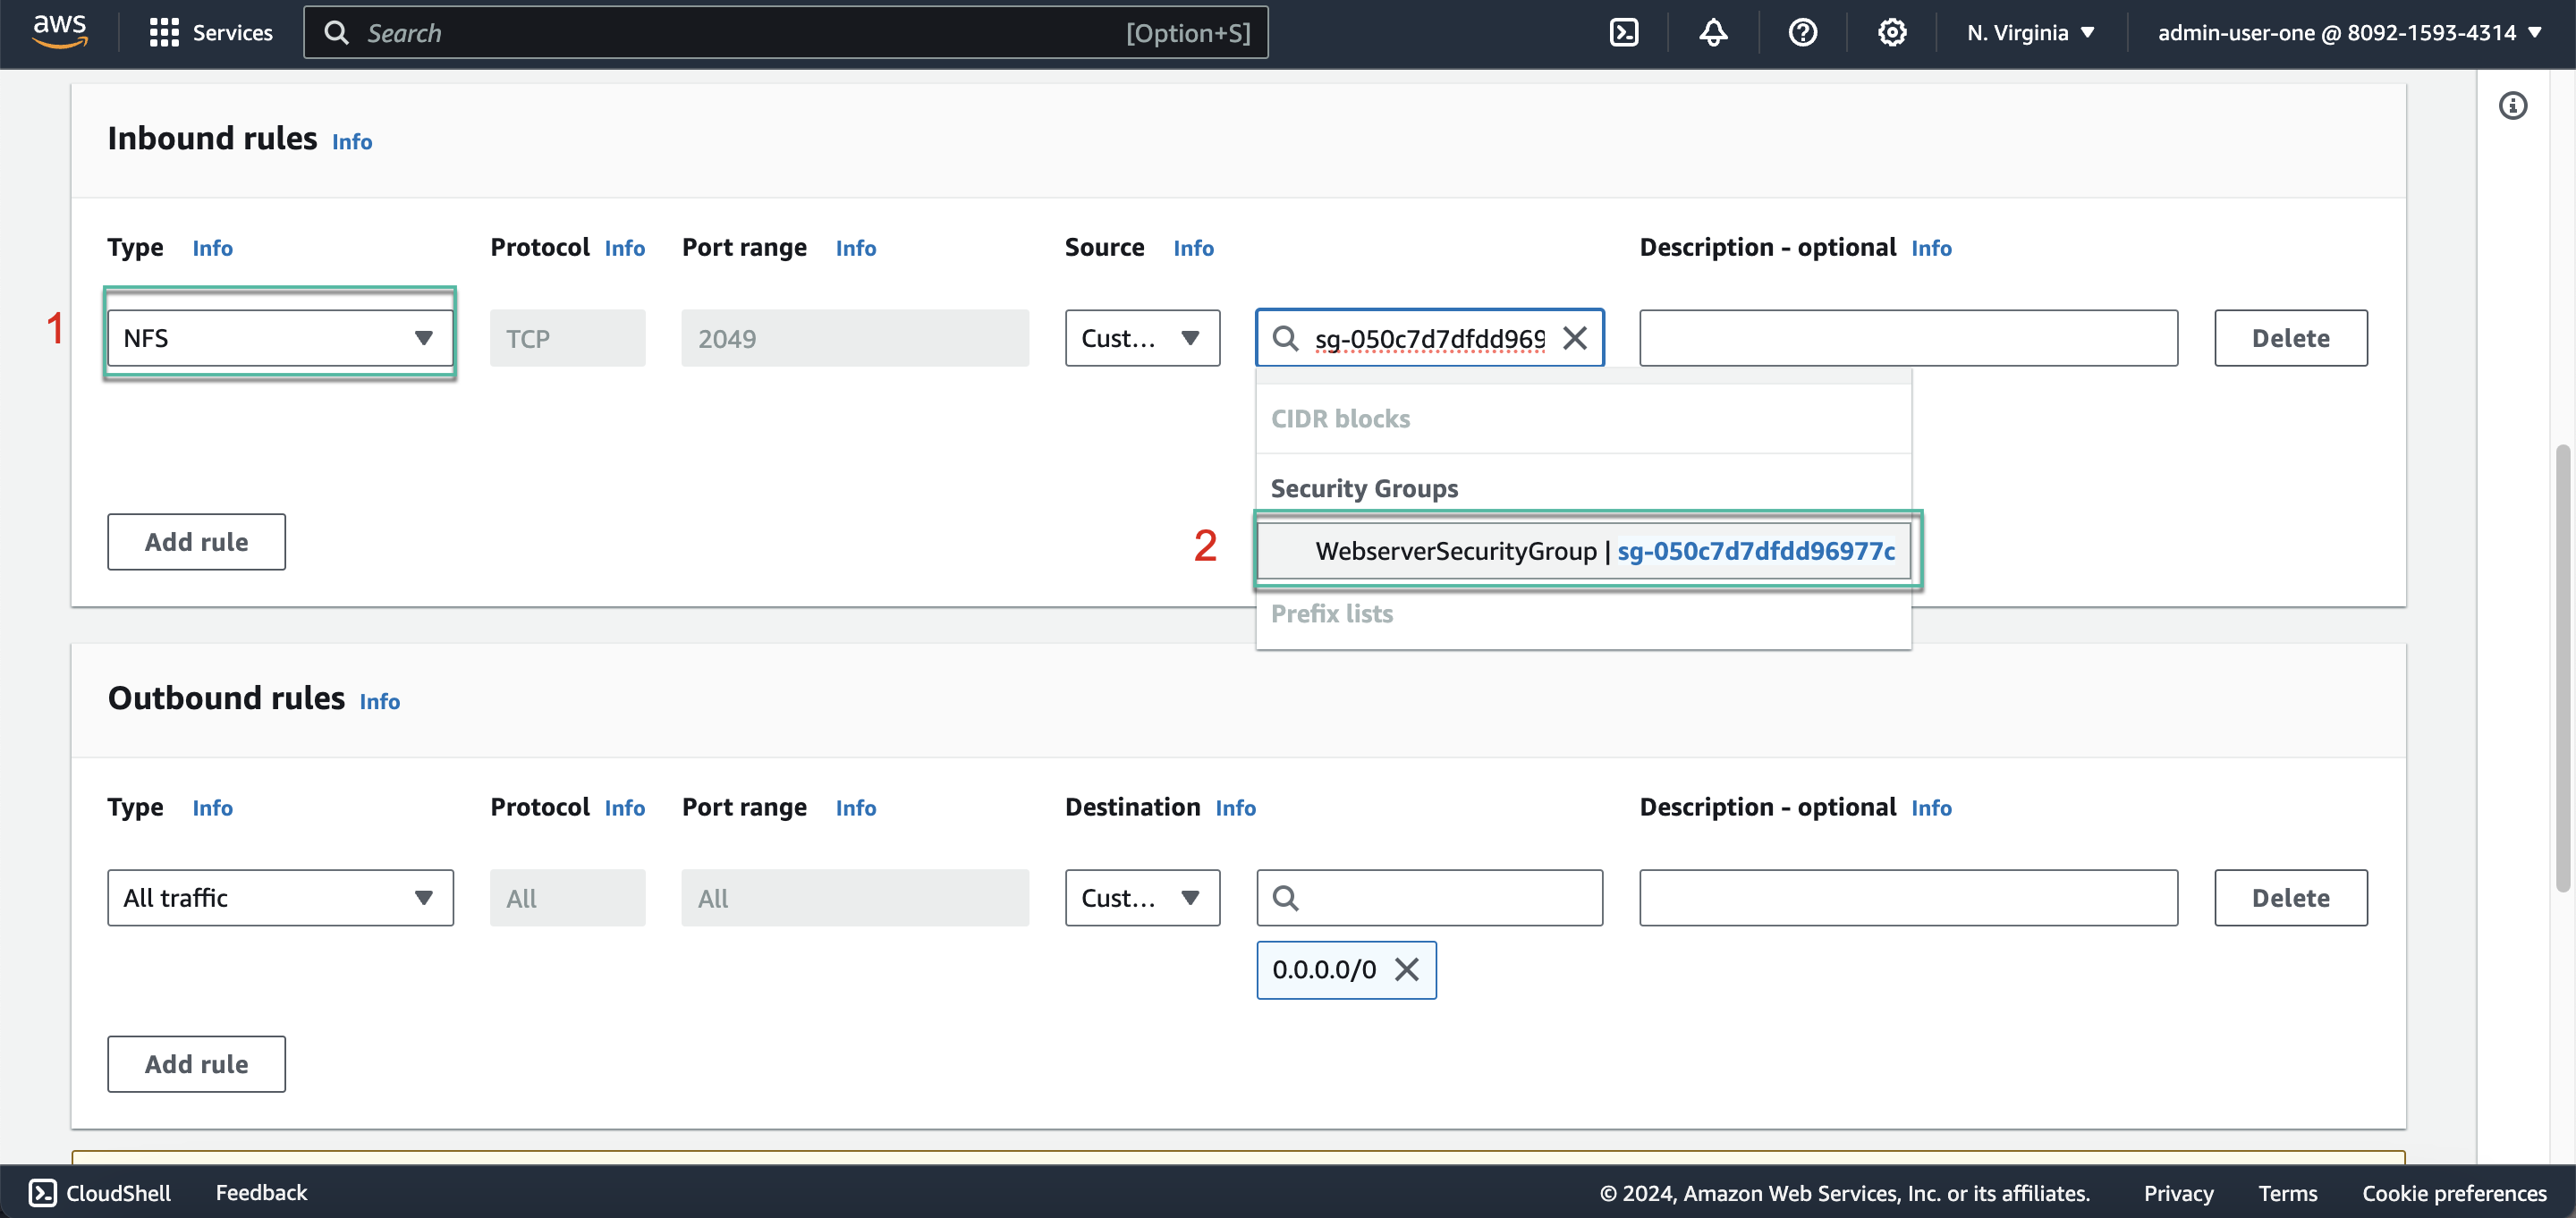 aws Services Search [Option+S] N. Virginia admin-user-one @ 8092-1593-4314
Inbound rules Info
Type Info Protocol Info Port range Info Source Info Description - optional Info
1 NFS TCP 2049 Cust... sg-050c7d7dfdd969 Delete
CIDR blocks
Security Groups
Add rule 2 WebserverSecurityGroup | sg-050c7d7dfdd96977c
Prefix lists
Outbound rules Info
Type Info Protocol Info Port range Info Destination Info Description - optional Info
All traffic All All Cust... Delete
0.0.0.0/0
Add rule
CloudShell Feedback © 2024, Amazon Web Services, Inc. or its affiliates. Privacy Terms Cookie preferences